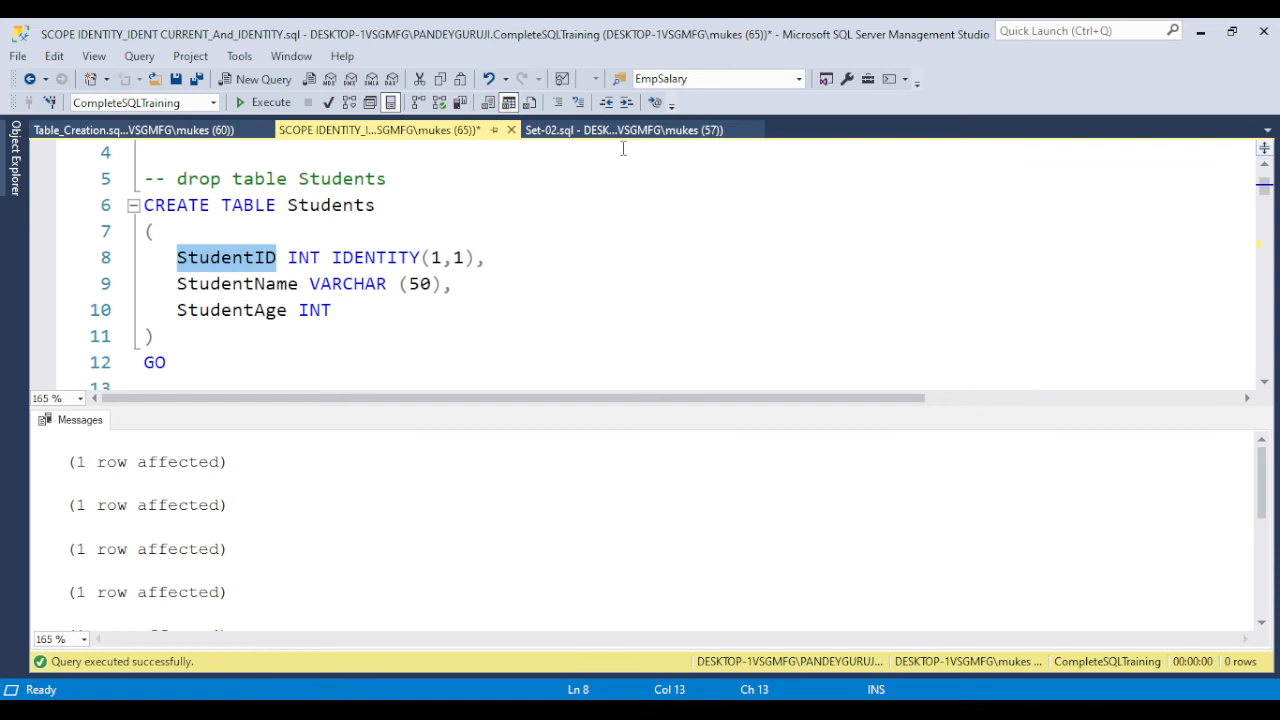 SCOPE IDENTITY_IDENT CURRENT_And_IDENTITY.sql - DESKTOP-1VSGMFG\PANDEYGURUJI.CompleteSQLTraining (DESKTOP-1VSGMFG\mukes (65))* - Microsoft SQL Server Management Studio
Quick Launch (Ctrl+Q)
File Edit View Query Project Tools Window Help
New Query
EmpSalary
CompleteSQLTraining
Execute
Table_Creation.sq...VSGMFG\mukes (60))
SCOPE IDENTITY_I...SGMFG\mukes (65))*
Set-02.sql - DESK...VSGMFG\mukes (57))
Object Explorer
4
5 -- drop table Students
6 CREATE TABLE Students
7 (
8 StudentID INT IDENTITY(1,1),
9 StudentName VARCHAR (50),
10 StudentAge INT
11 )
12 GO
13
165 %
Messages
(1 row affected)
(1 row affected)
(1 row affected)
(1 row affected)
165 %
Query executed successfully.
DESKTOP-1VSGMFG\PANDEYGURUJI... DESKTOP-1VSGMFG\mukes ... CompleteSQLTraining 00:00:00 0 rows
Ready Ln 8 Col 13 Ch 13 INS